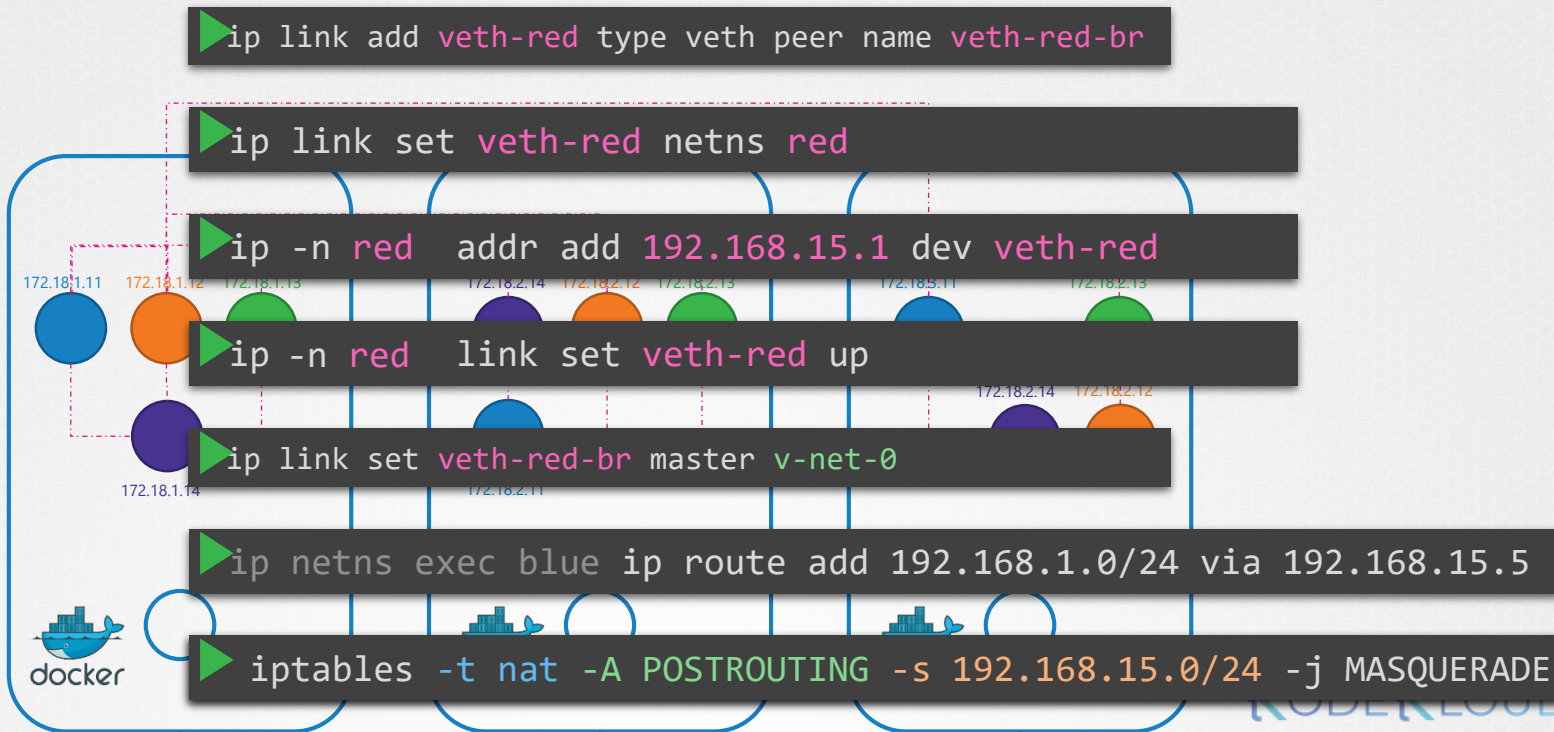 ip link add veth-red type veth peer name veth-red-br
ip link set veth-red netns red
ip -n red addr add 192.168.15.1 dev veth-red
172.18.1.11 172.18.1.12 172.18.1.13 172.18.2.14 172.18.2.12 172.18.2.13 172.18.3.11 172.18.2.13
ip -n red link set veth-red up
172.18.2.14 172.18.2.12
ip link set veth-red-br master v-net-0
172.18.1.14 172.18.2.11
ip netns exec blue ip route add 192.168.1.0/24 via 192.168.15.5
iptables -t nat -A POSTROUTING -s 192.168.15.0/24 -j MASQUERADE
docker
KODEKLOUD